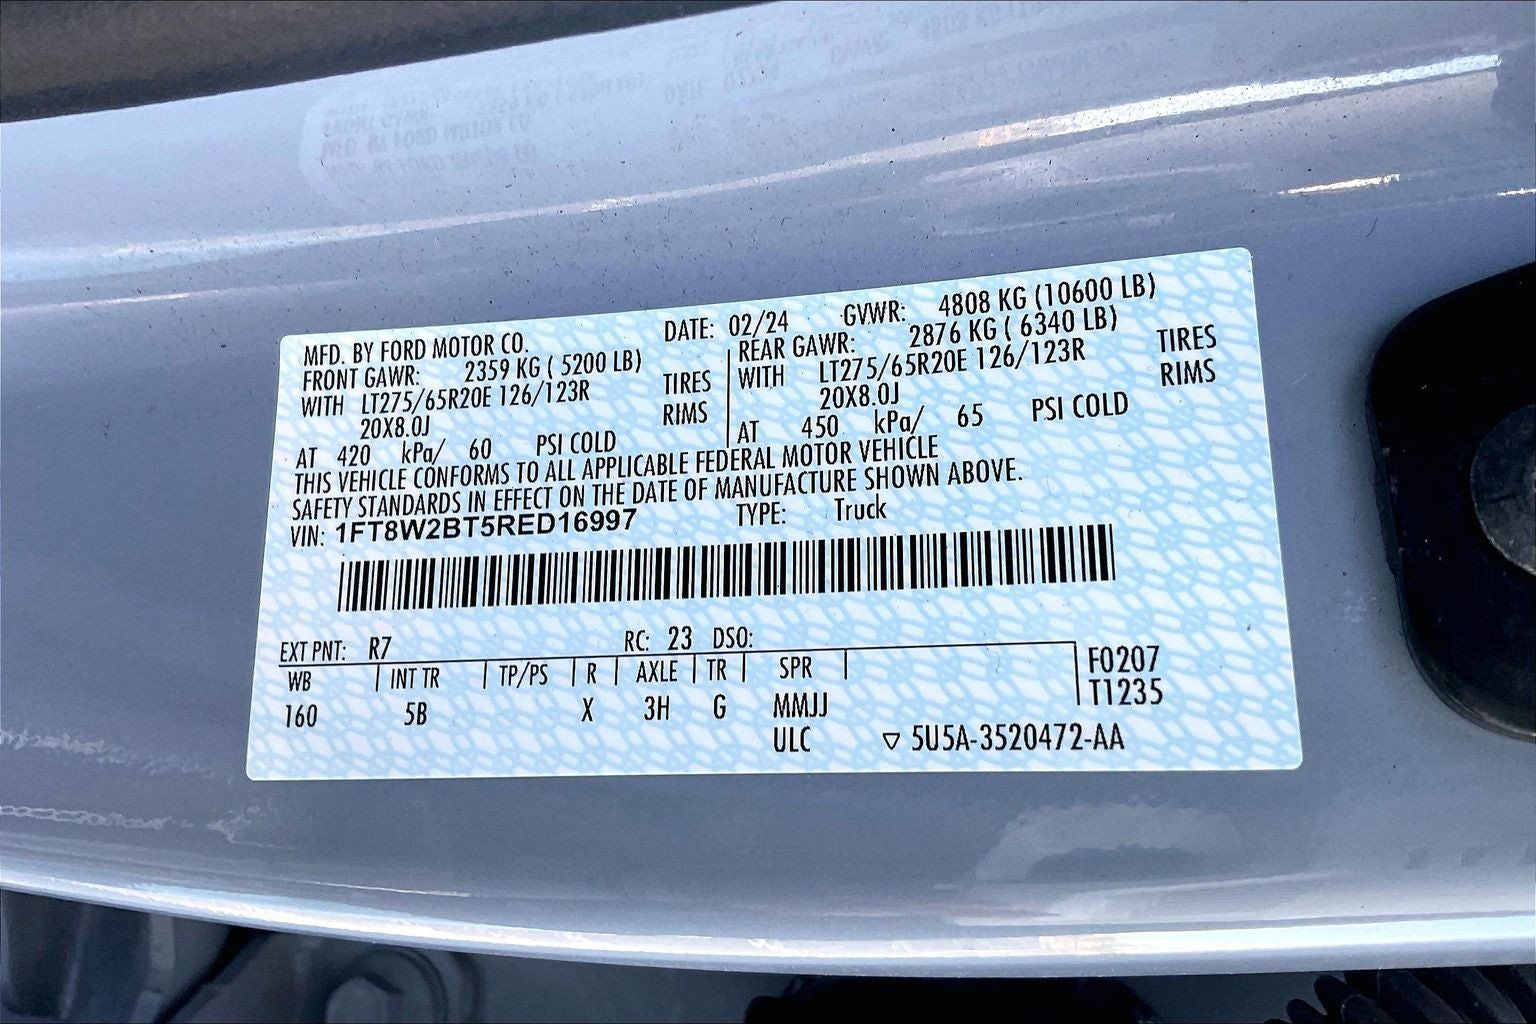 MFD. BY FORD MOTOR CO. DATE: 02/24 GVWR: 4808 KG (10600 LB)
FRONT GAWR: 2359 KG ( 5200 LB) REAR GAWR: 2876 KG ( 6340 LB)
WITH LT275/65R20E 126/123R TIRES WITH LT275/65R20E 126/123R TIRES
20X8.0J RIMS 20X8.0J RIMS
AT 420 kPa/ 60 PSI COLD AT 450 kPa/ 65 PSI COLD
THIS VEHICLE CONFORMS TO ALL APPLICABLE FEDERAL MOTOR VEHICLE
SAFETY STANDARDS IN EFFECT ON THE DATE OF MANUFACTURE SHOWN ABOVE.
VIN: 1FT8W2BT5RED16997 TYPE: Truck
EXT PNT: R7 RC: 23 DSO:
WB INT TR TP/PS R AXLE TR SPR F0207
160 5B X 3H G MMJJ T1235
ULC ▽ 5U5A-3520472-AA